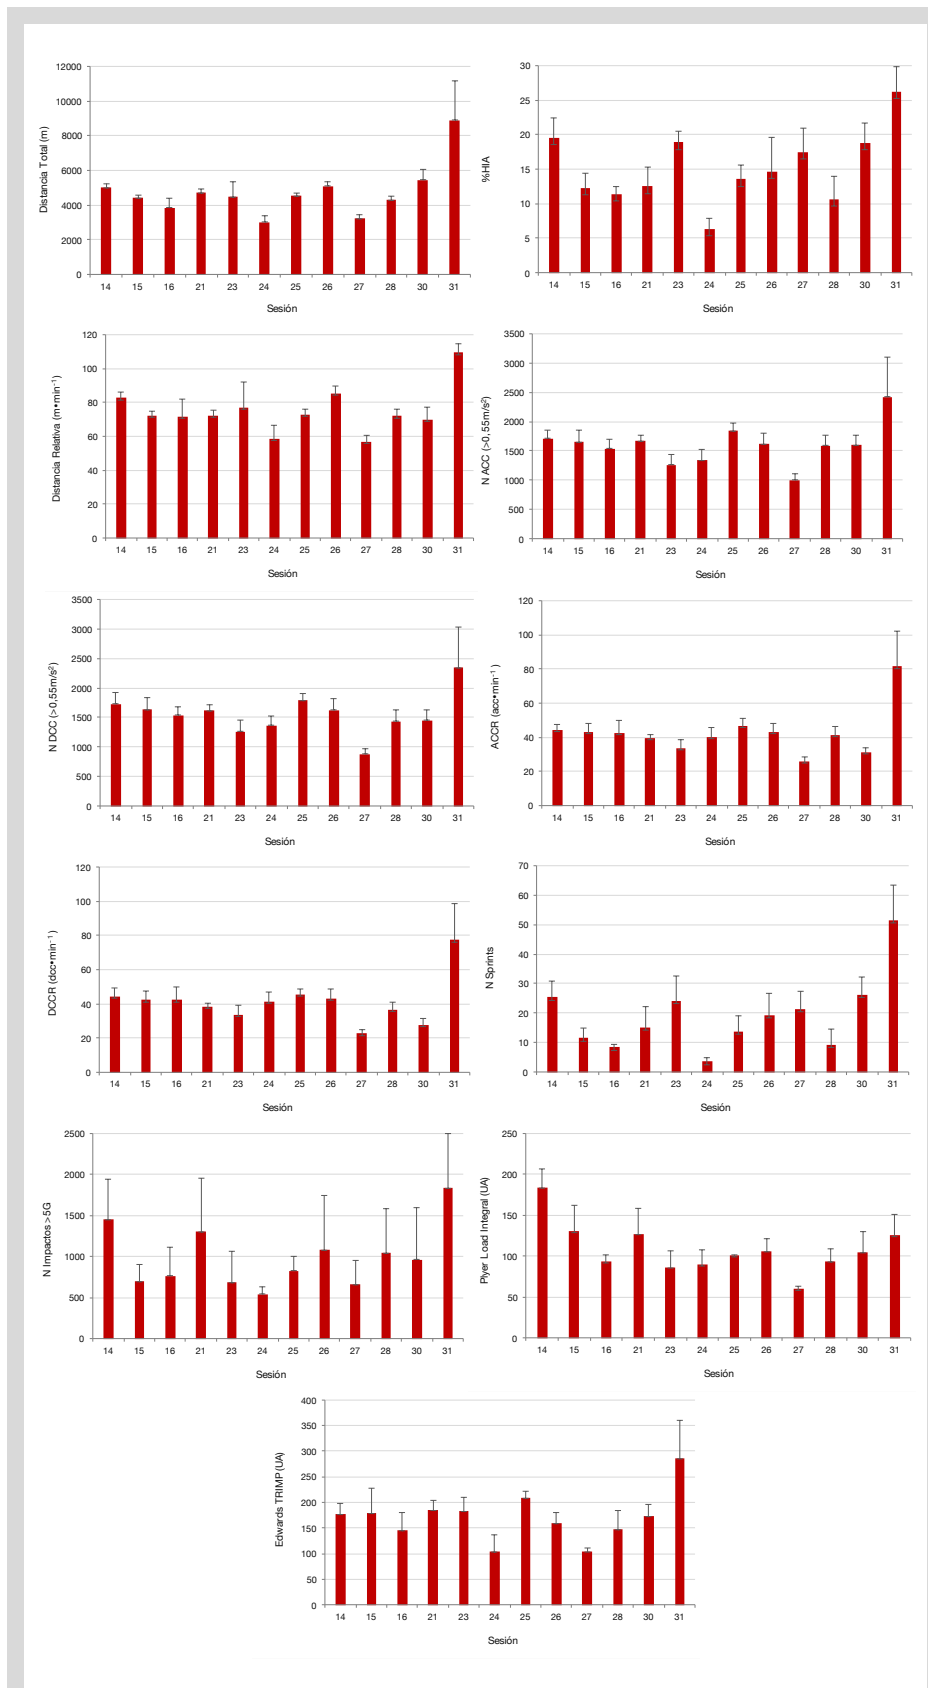 Distancia Total (m)
12000
10000
8000
6000
4000
2000
0
14 15 16 21 23 24 25 26 27 28 30 31
Sesión
%HIA
30
25
20
15
10
5
0
14 15 16 21 23 24 25 26 27 28 30 31
Sesión
Distancia Relativa (m•min⁻¹)
120
100
80
60
40
20
0
14 15 16 21 23 24 25 26 27 28 30 31
Sesión
N ACC (>0,55m/s²)
3500
3000
2500
2000
1500
1000
500
0
14 15 16 21 23 24 25 26 27 28 30 31
Sesión
N DCC (>0,55m/s²)
3500
3000
2500
2000
1500
1000
500
0
14 15 16 21 23 24 25 26 27 28 30 31
Sesión
ACCR (acc•min⁻¹)
120
100
80
60
40
20
0
14 15 16 21 23 24 25 26 27 28 30 31
Sesión
DCCR (dcc•min⁻¹)
120
100
80
60
40
20
0
14 15 16 21 23 24 25 26 27 28 30 31
Sesión
N Sprints
70
60
50
40
30
20
10
0
14 15 16 21 23 24 25 26 27 28 30 31
Sesión
N Impactos >5G
2500
2000
1500
1000
500
0
14 15 16 21 23 24 25 26 27 28 30 31
Sesión
Plyer Load Integral (UA)
250
200
150
100
50
0
14 15 16 21 23 24 25 26 27 28 30 31
Sesión
Edwards TRIMP (UA)
400
350
300
250
200
150
100
50
0
14 15 16 21 23 24 25 26 27 28 30 31
Sesión